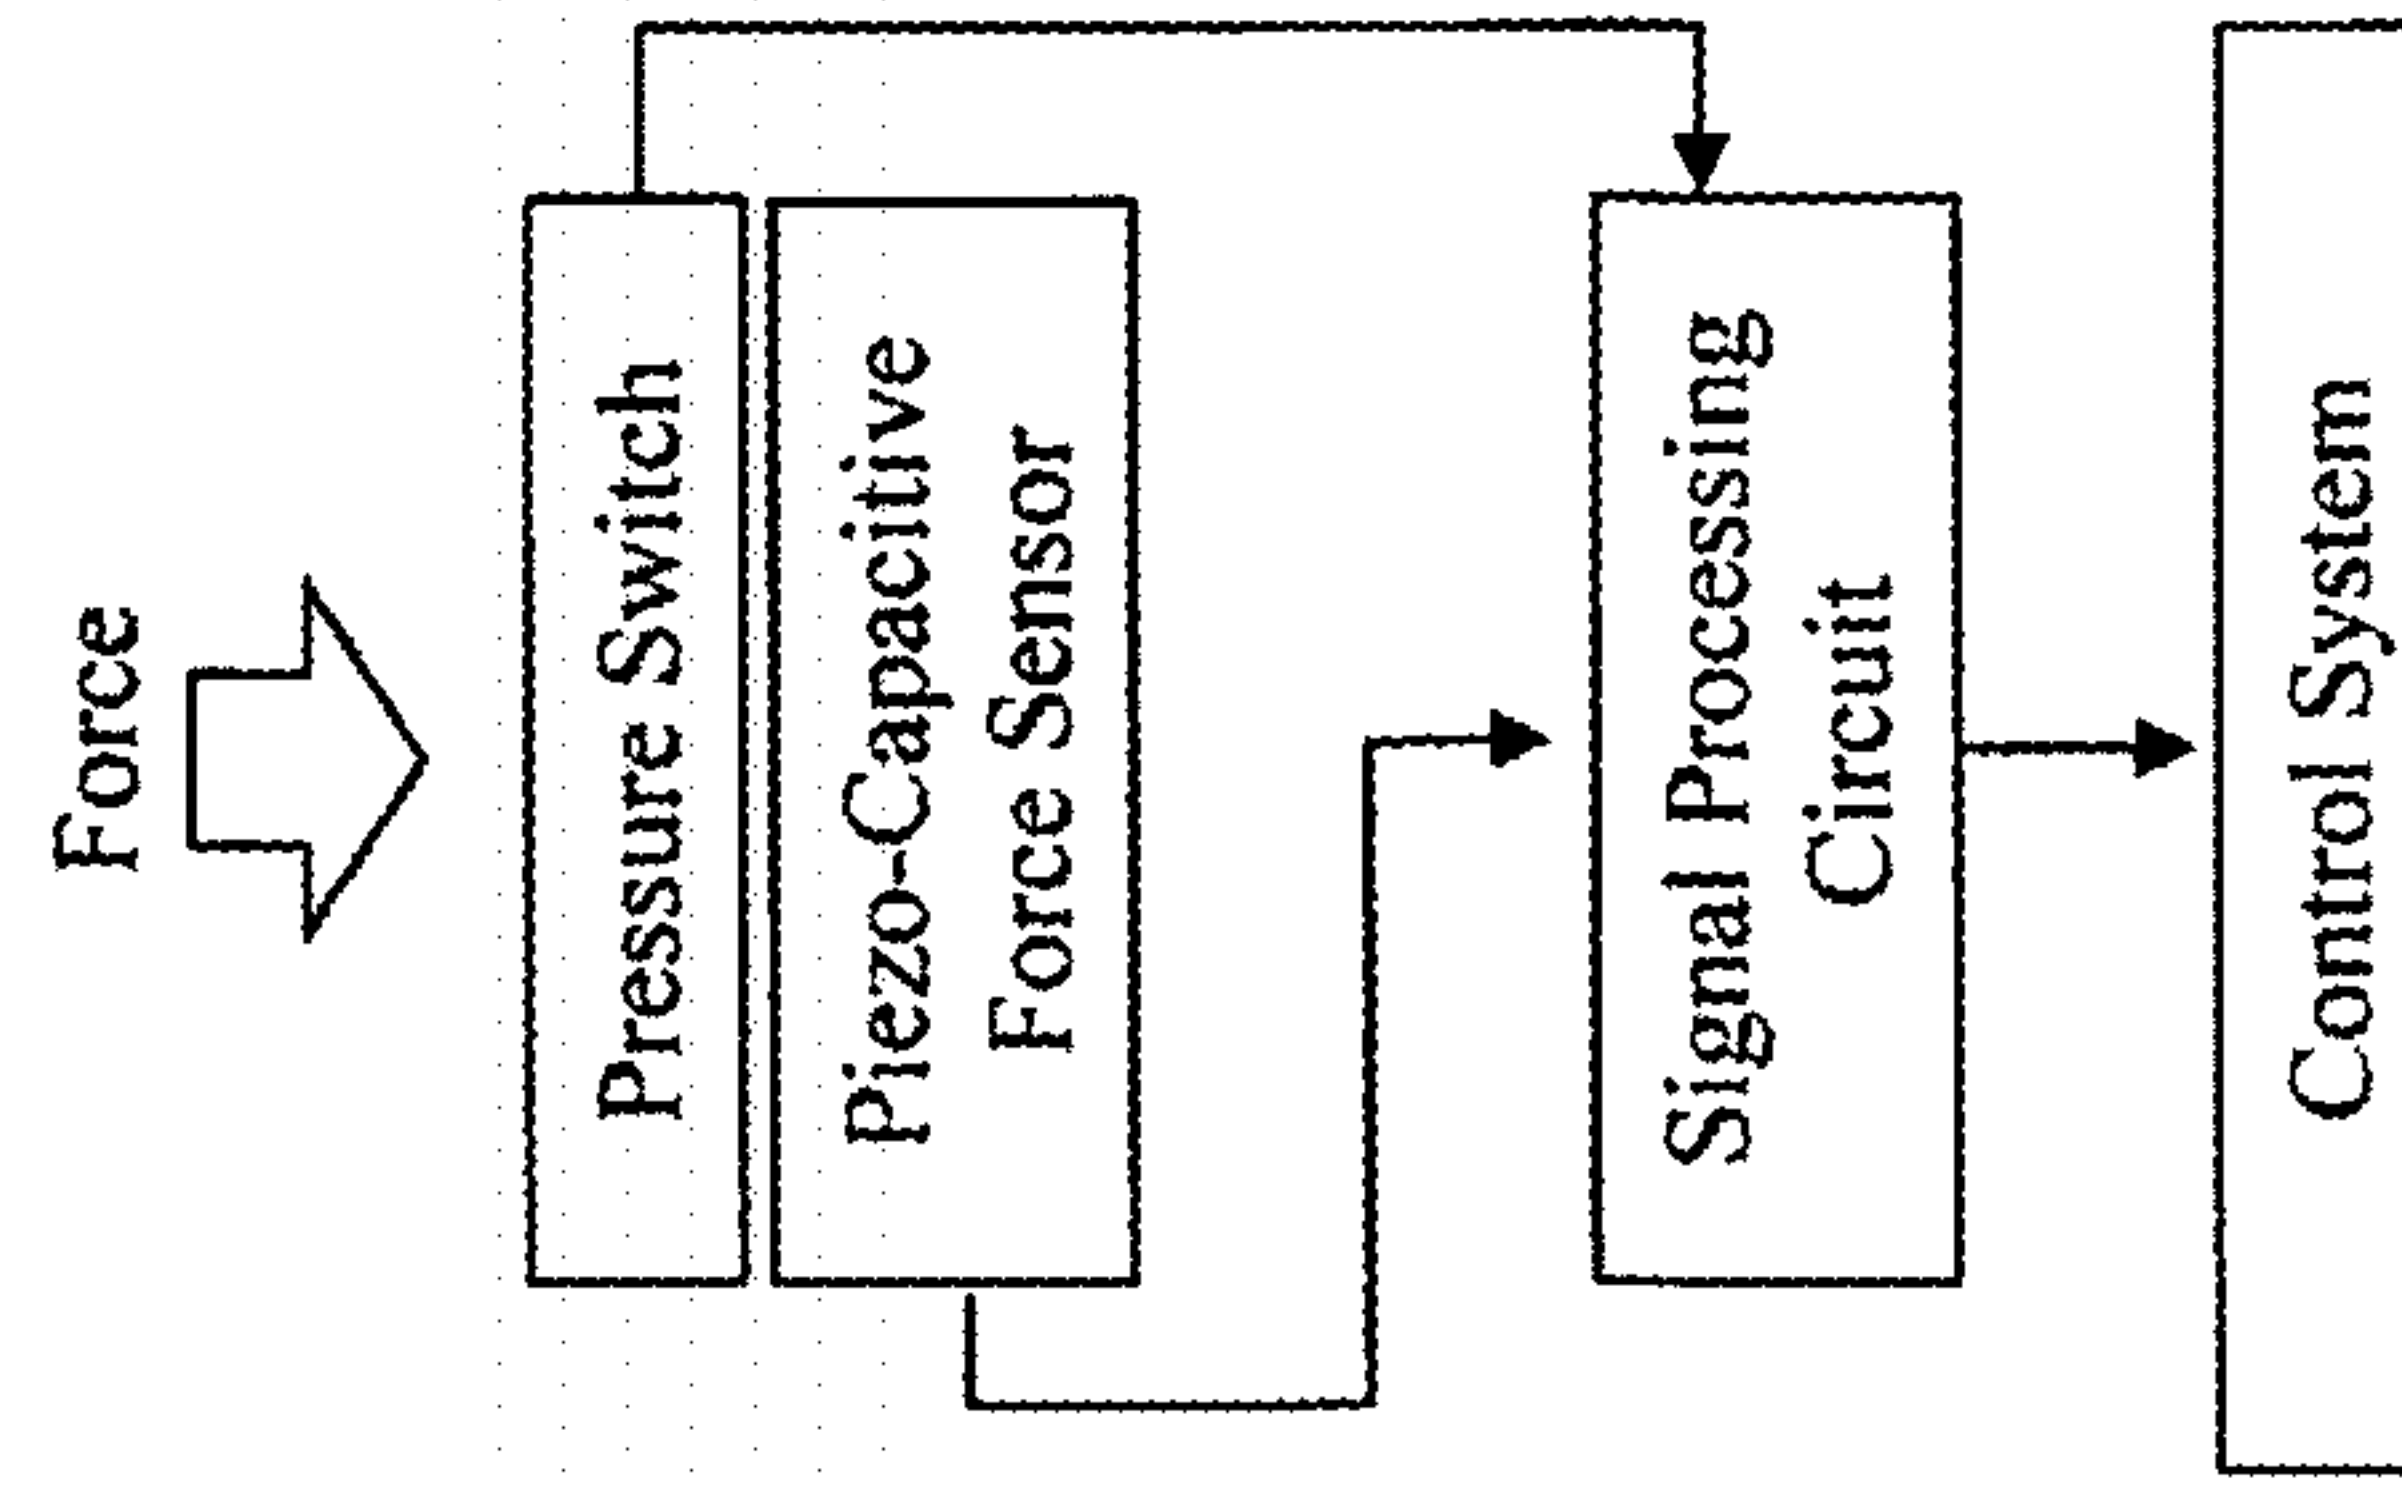 Force
Pressure Switch
Piezo-Capacitive
Force Sensor
Signal Processing
Circuit
Control System